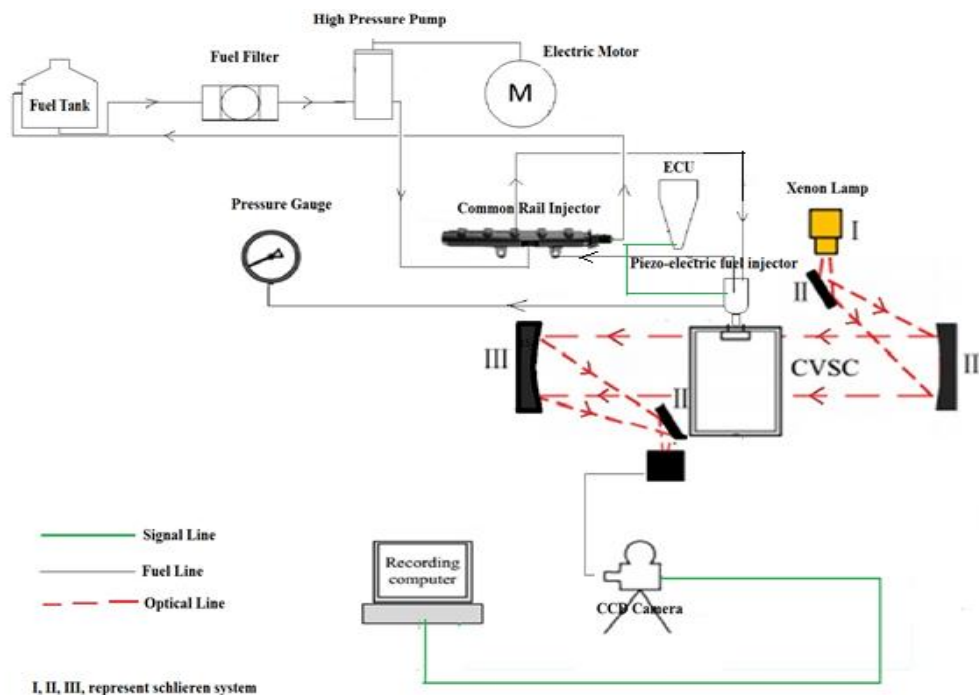 High Pressure Pump
Fuel Filter
Electric Motor
Fuel Tank
M
ECU
Xenon Lamp
Pressure Gauge
Common Rail Injector
I
Piezo-electric fuel injector
II
III
CVSC
II
II
Signal Line
Fuel Line
Optical Line
Recording
computer
CCD Camera
I, II, III, represent schlieren system